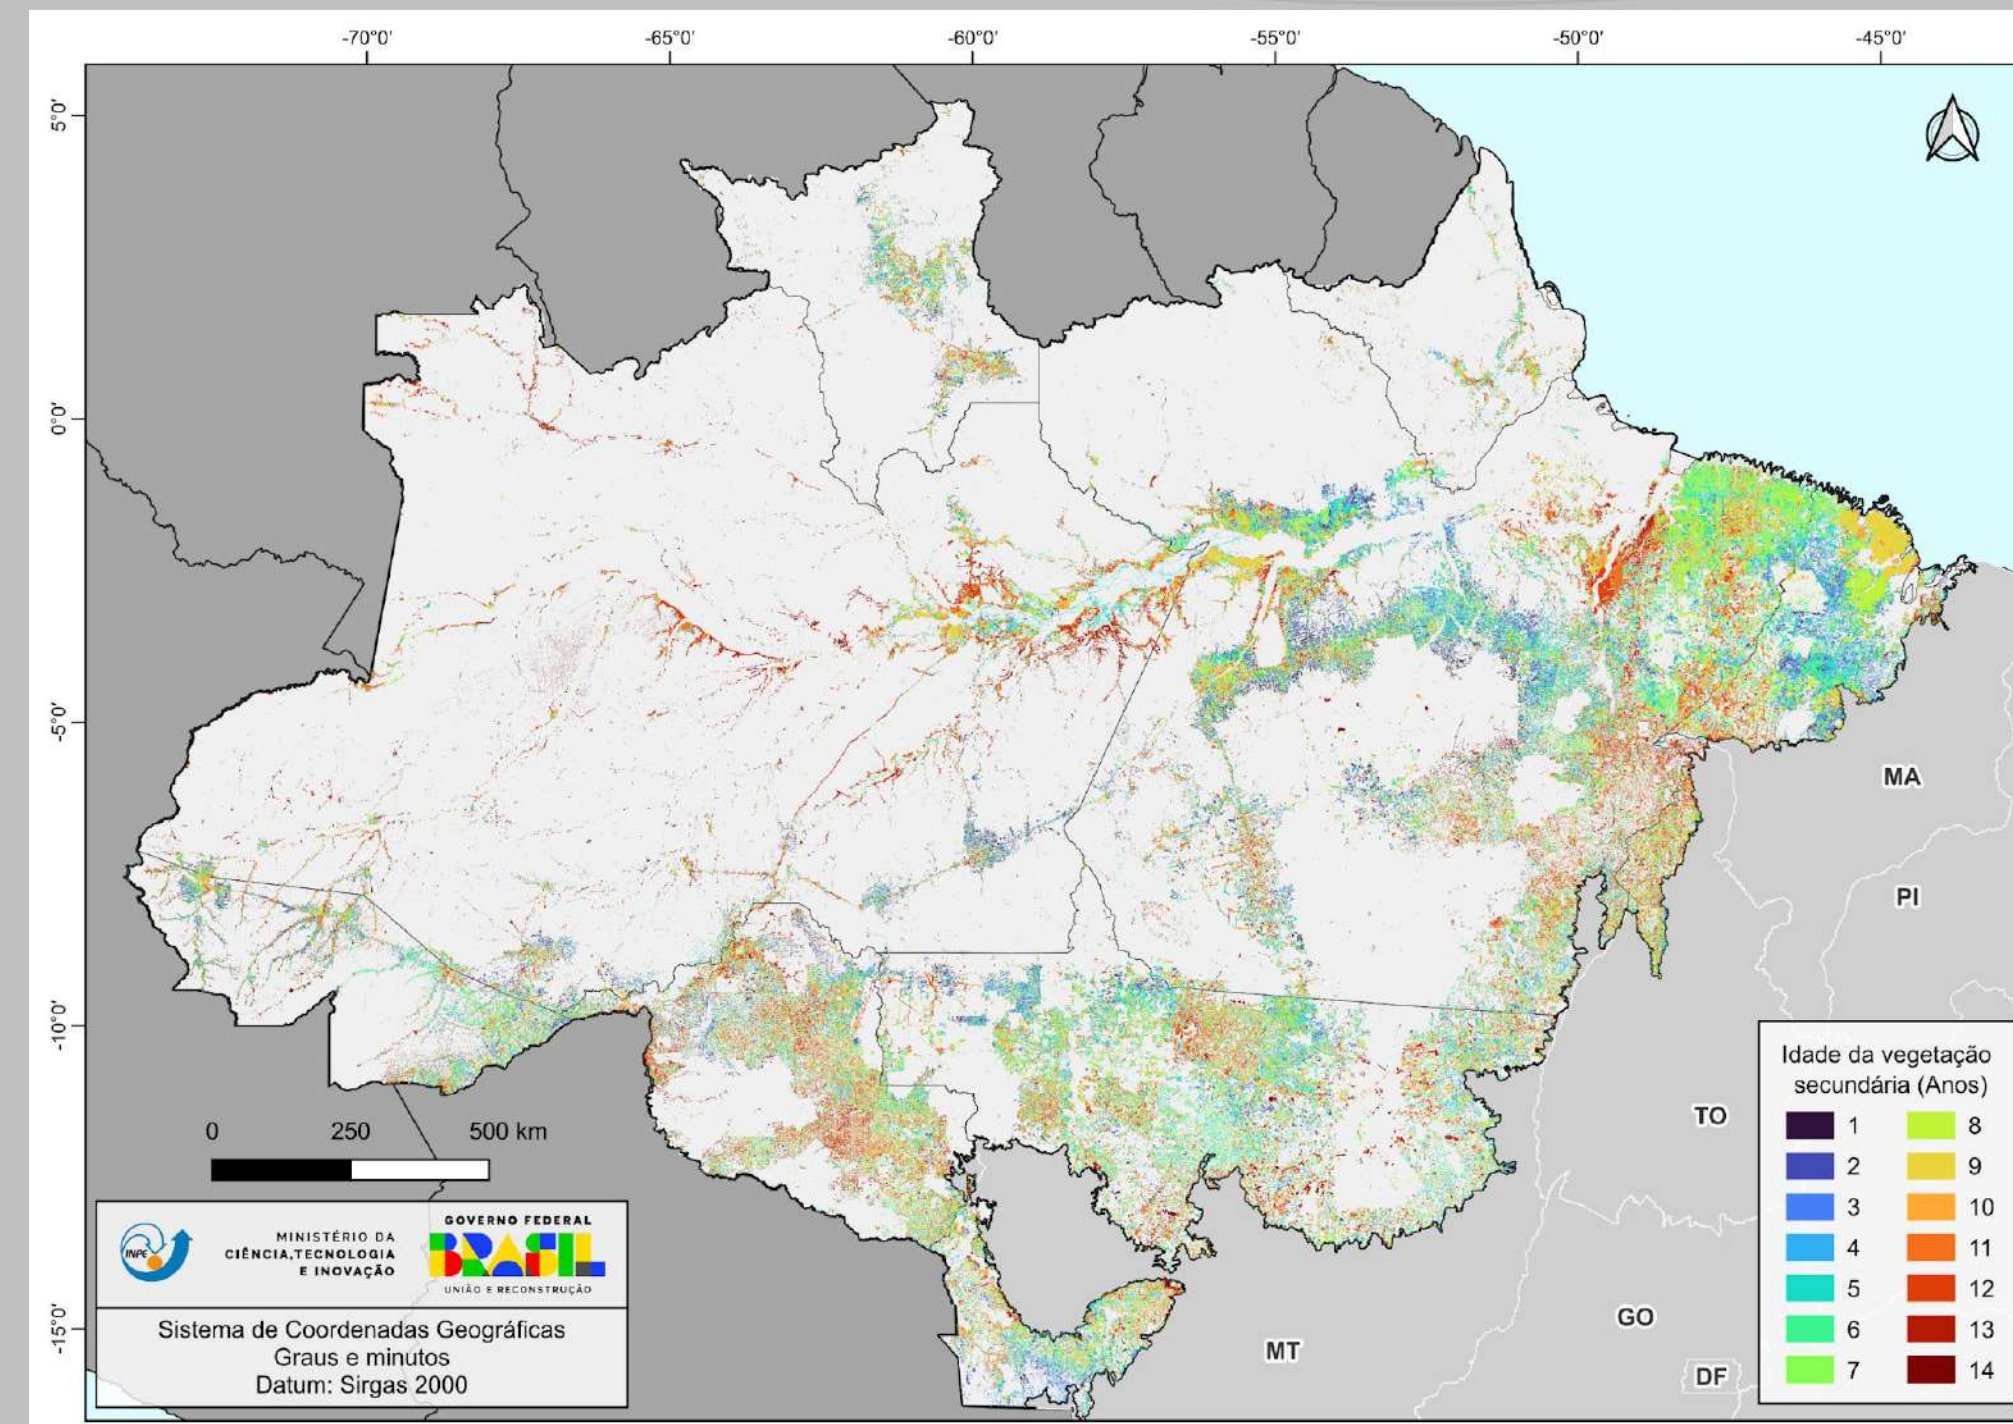 -70°0' -65°0' -60°0' -55°0' -50°0' -45°0'
5°0'
0°0'
-5°0'
-10°0'
-15°0'
MA
PI
TO
GO
MT
DF
0 250 500 km
INPE
MINISTÉRIO DA
CIÊNCIA, TECNOLOGIA
E INOVAÇÃO
GOVERNO FEDERAL
BRASIL
UNIÃO E RECONSTRUÇÃO
Sistema de Coordenadas Geográficas
Graus e minutos
Datum: Sirgas 2000
Idade da vegetação
secundária (Anos)
1 8
2 9
3 10
4 11
5 12
6 13
7 14